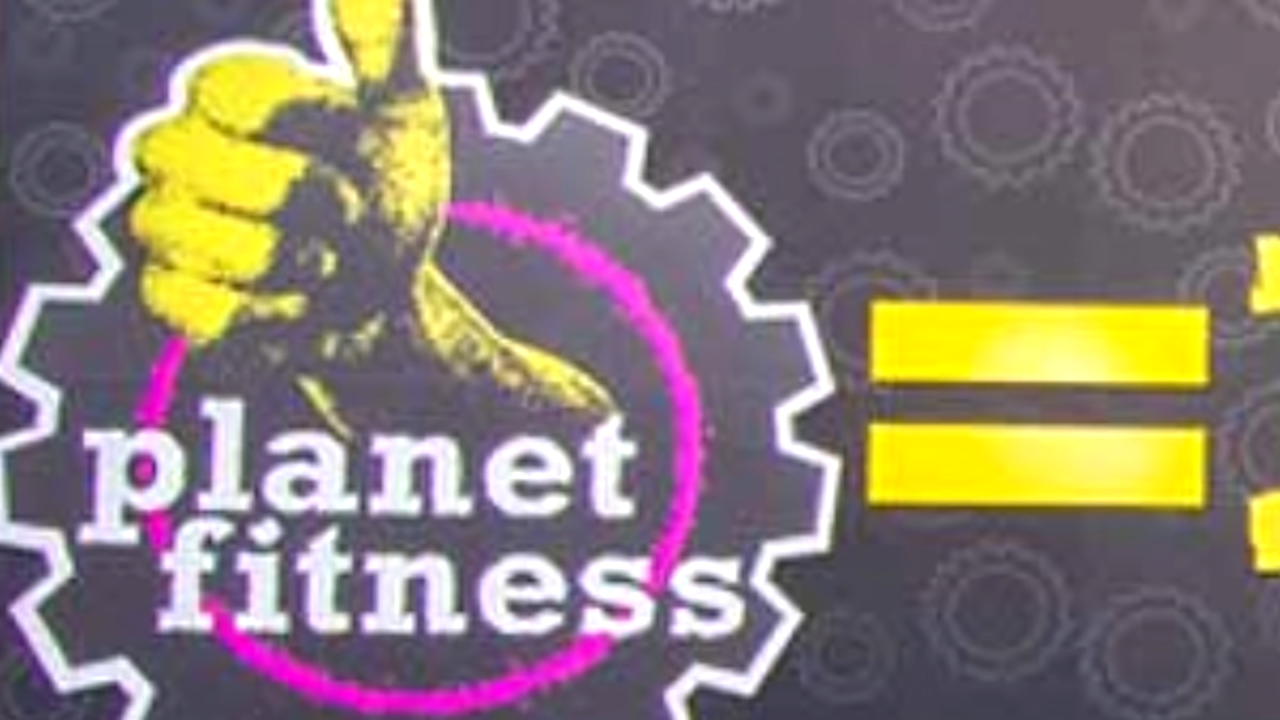 planet
fitness
=